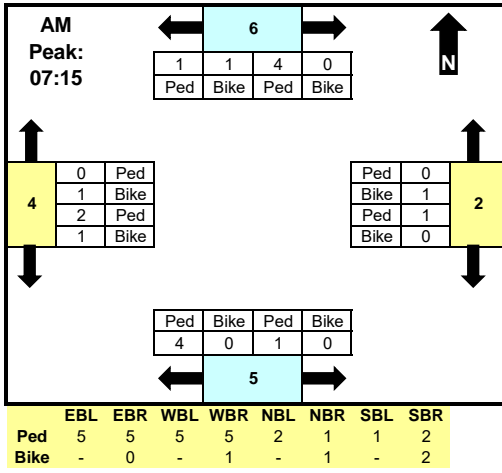 AM
Peak:
07:15
6
1 1 4 0
Ped Bike Ped Bike
N
4
0 Ped
1 Bike
2 Ped
1 Bike
Ped 0
Bike 1
Ped 1
Bike 0
2
Ped Bike Ped Bike
4 0 1 0
5
EBL EBR WBL WBR NBL NBR SBL SBR
Ped 5 5 5 5 2 1 1 2
Bike - 0 - 1 - 1 - 2